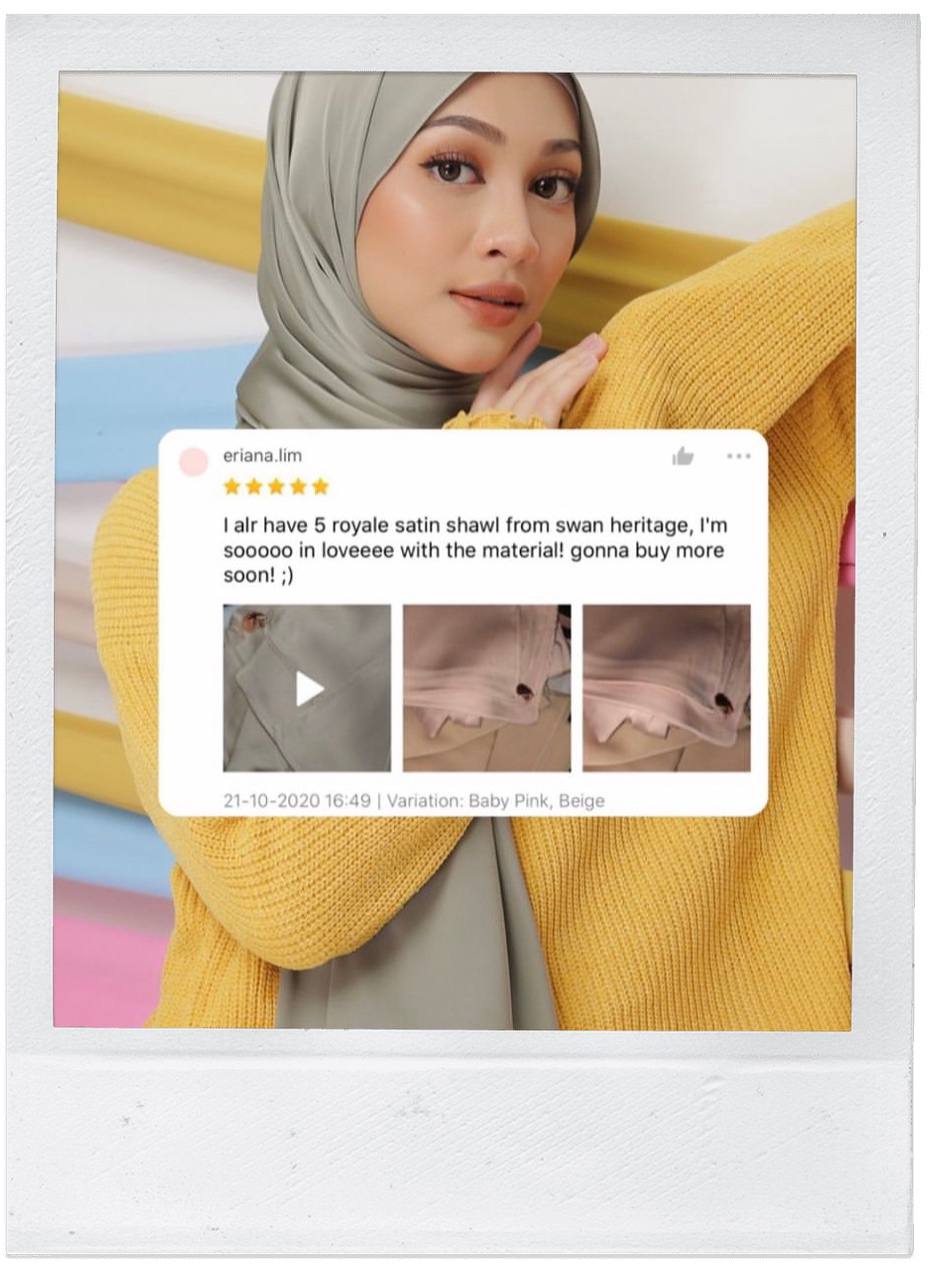 eriana.lim
I alr have 5 royale satin shawl from swan heritage, I'm
sooooo in loveeee with the material! gonna buy more
soon! ;)
21-10-2020 16:49 | Variation: Baby Pink, Beige